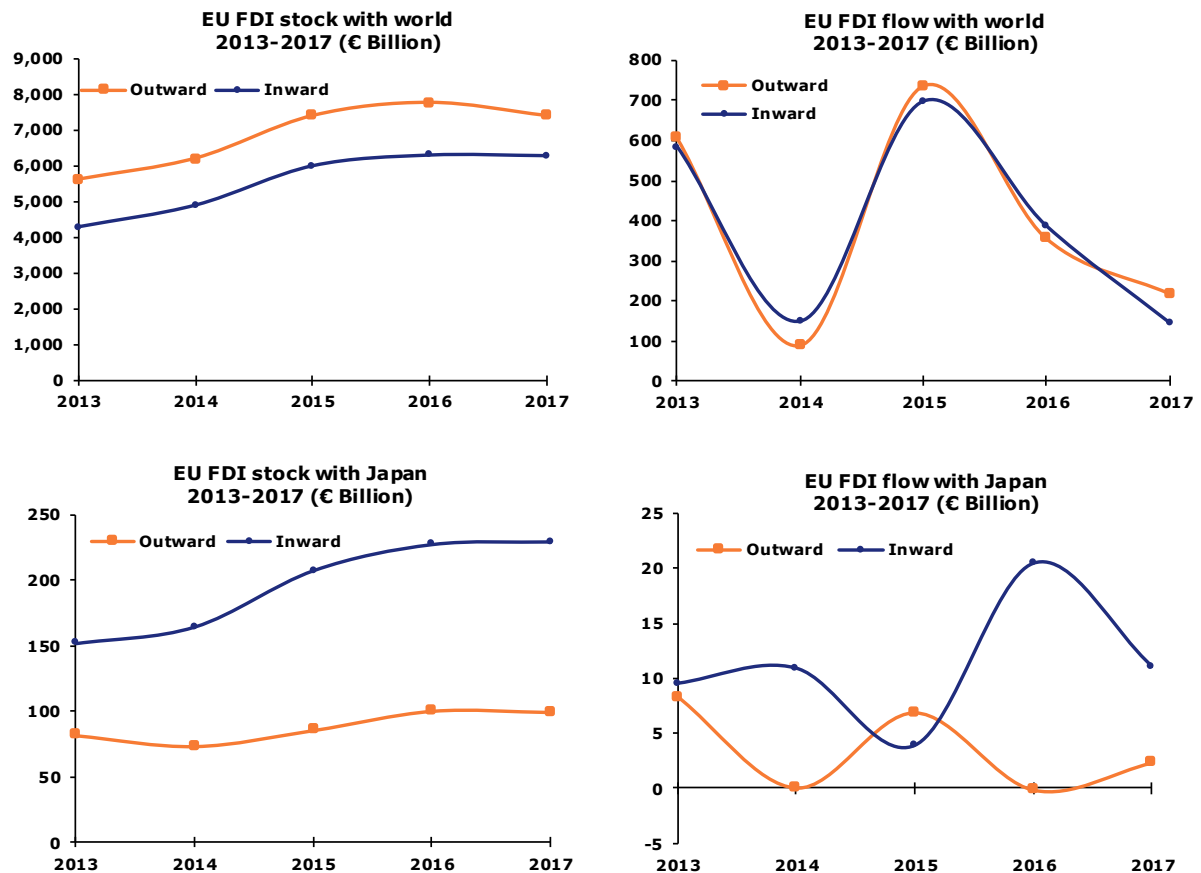 EU FDI stock with world
2013-2017 (€ Billion)
9,000
8,000
7,000
6,000
5,000
4,000
3,000
2,000
1,000
0
Outward
Inward
2013 2014 2015 2016 2017
EU FDI flow with world
2013-2017 (€ Billion)
800
700
600
500
400
300
200
100
0
Outward
Inward
2013 2014 2015 2016 2017
EU FDI stock with Japan
2013-2017 (€ Billion)
250
200
150
100
50
0
Outward
Inward
2013 2014 2015 2016 2017
EU FDI flow with Japan
2013-2017 (€ Billion)
25
20
15
10
5
0
-5
Outward
Inward
2013 2014 2015 2016 2017